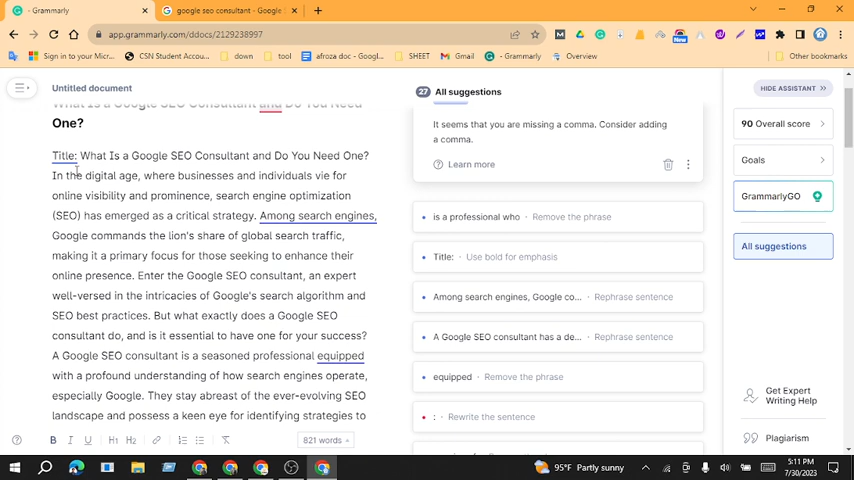 - Grammarly
google seo consultant - Google S
app.grammarly.com/ddocs/2129238997
Sign in to your Micr...
CSN Student Accou...
down
tool
afroza doc - Googl...
SHEET
Gmail
- Grammarly
Overview
Other bookmarks
New
Untitled document
What Is a Google SEO Consultant and Do You Need
One?
Title: What Is a Google SEO Consultant and Do You Need One?
In the digital age, where businesses and individuals vie for
online visibility and prominence, search engine optimization
(SEO) has emerged as a critical strategy. Among search engines,
Google commands the lion's share of global search traffic,
making it a primary focus for those seeking to enhance their
online presence. Enter the Google SEO consultant, an expert
well-versed in the intricacies of Google's search algorithm and
SEO best practices. But what exactly does a Google SEO
consultant do, and is it essential to have one for your success?
A Google SEO consultant is a seasoned professional equipped
with a profound understanding of how search engines operate,
especially Google. They stay abreast of the ever-evolving SEO
landscape and possess a keen eye for identifying strategies to
B I U H1 H2
821 words
27 All suggestions
It seems that you are missing a comma. Consider adding
a comma.
Learn more
is a professional who · Remove the phrase
Title: · Use bold for emphasis
Among search engines, Google co... · Rephrase sentence
A Google SEO consultant has a de... · Rephrase sentence
equipped · Remove the phrase
: · Rewrite the sentence
HIDE ASSISTANT
90 Overall score
Goals
GrammarlyGO
All suggestions
Get Expert
Writing Help
Plagiarism
95°F Partly sunny
5:11 PM
7/30/2023